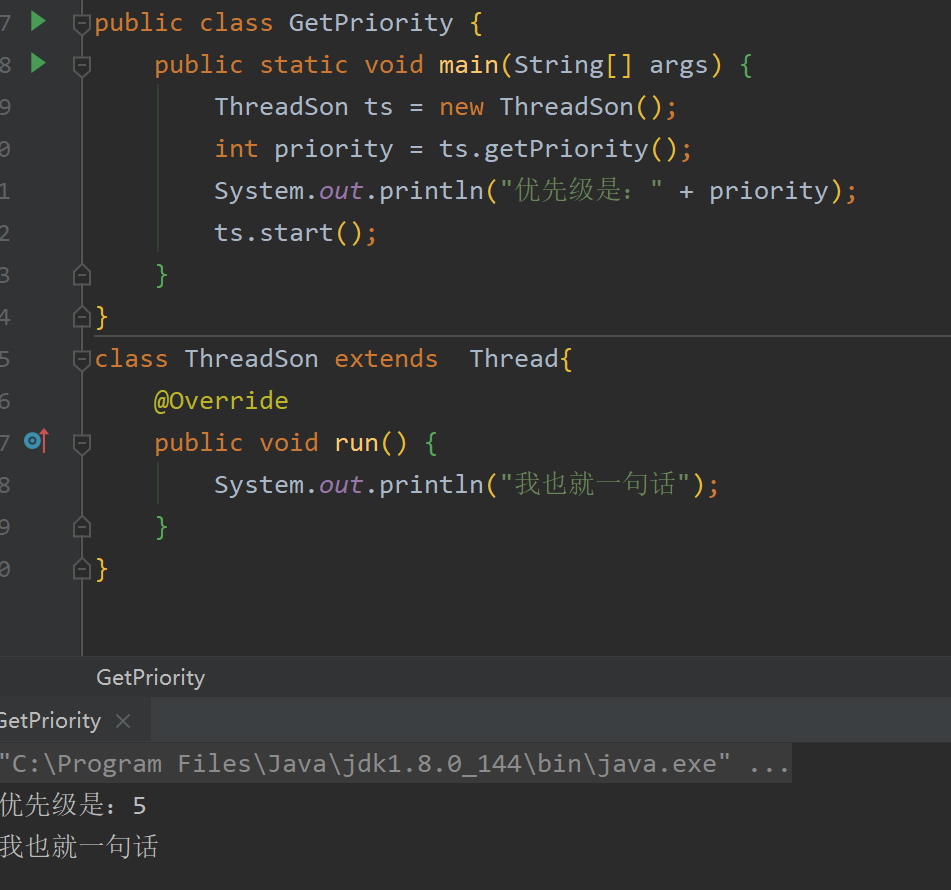 7 public class GetPriority {
8 public static void main(String[] args) {
9 ThreadSon ts = new ThreadSon();
0 int priority = ts.getPriority();
1 System.out.println("优先级是：" + priority);
2 ts.start();
3 }
4 }
5 class ThreadSon extends  Thread{
6 @Override
7 public void run() {
8 System.out.println("我也就一句话");
9 }
0 }
GetPriority
GetPriority ×
"C:\Program Files\Java\jdk1.8.0_144\bin\java.exe" ...
优先级是：5
我也就一句话